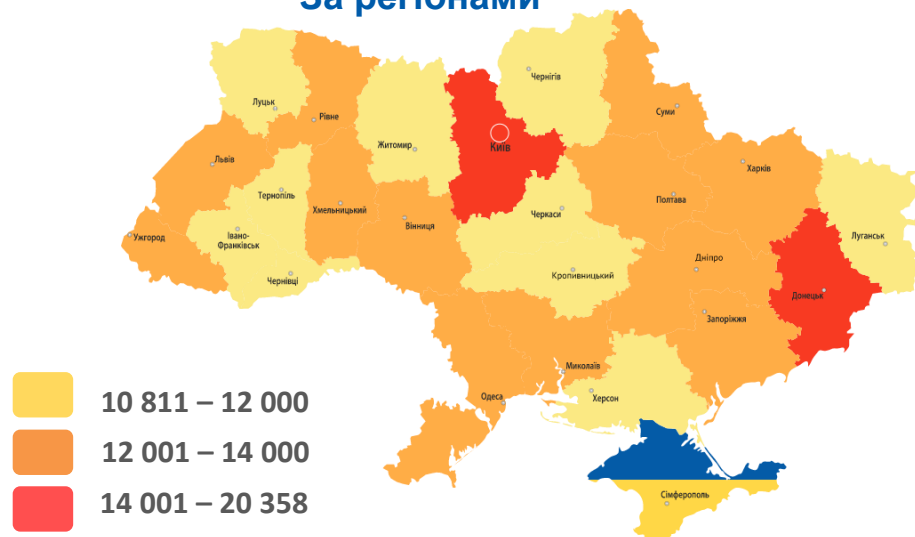 За регіонами
Чернігів
Луцьк
Рівне
Суми
Житомир
Київ
Львів
Харків
Тернопіль
Хмельницький
Полтава
Черкаси
Вінниця
Ужгород
Івано-
Франківськ
Луганськ
Дніпро
Чернівці
Кропивницький
Донецьк
Запоріжжя
Миколаїв
Одеса
Херсон
10 811 – 12 000
12 001 – 14 000
14 001 – 20 358
Сімферополь